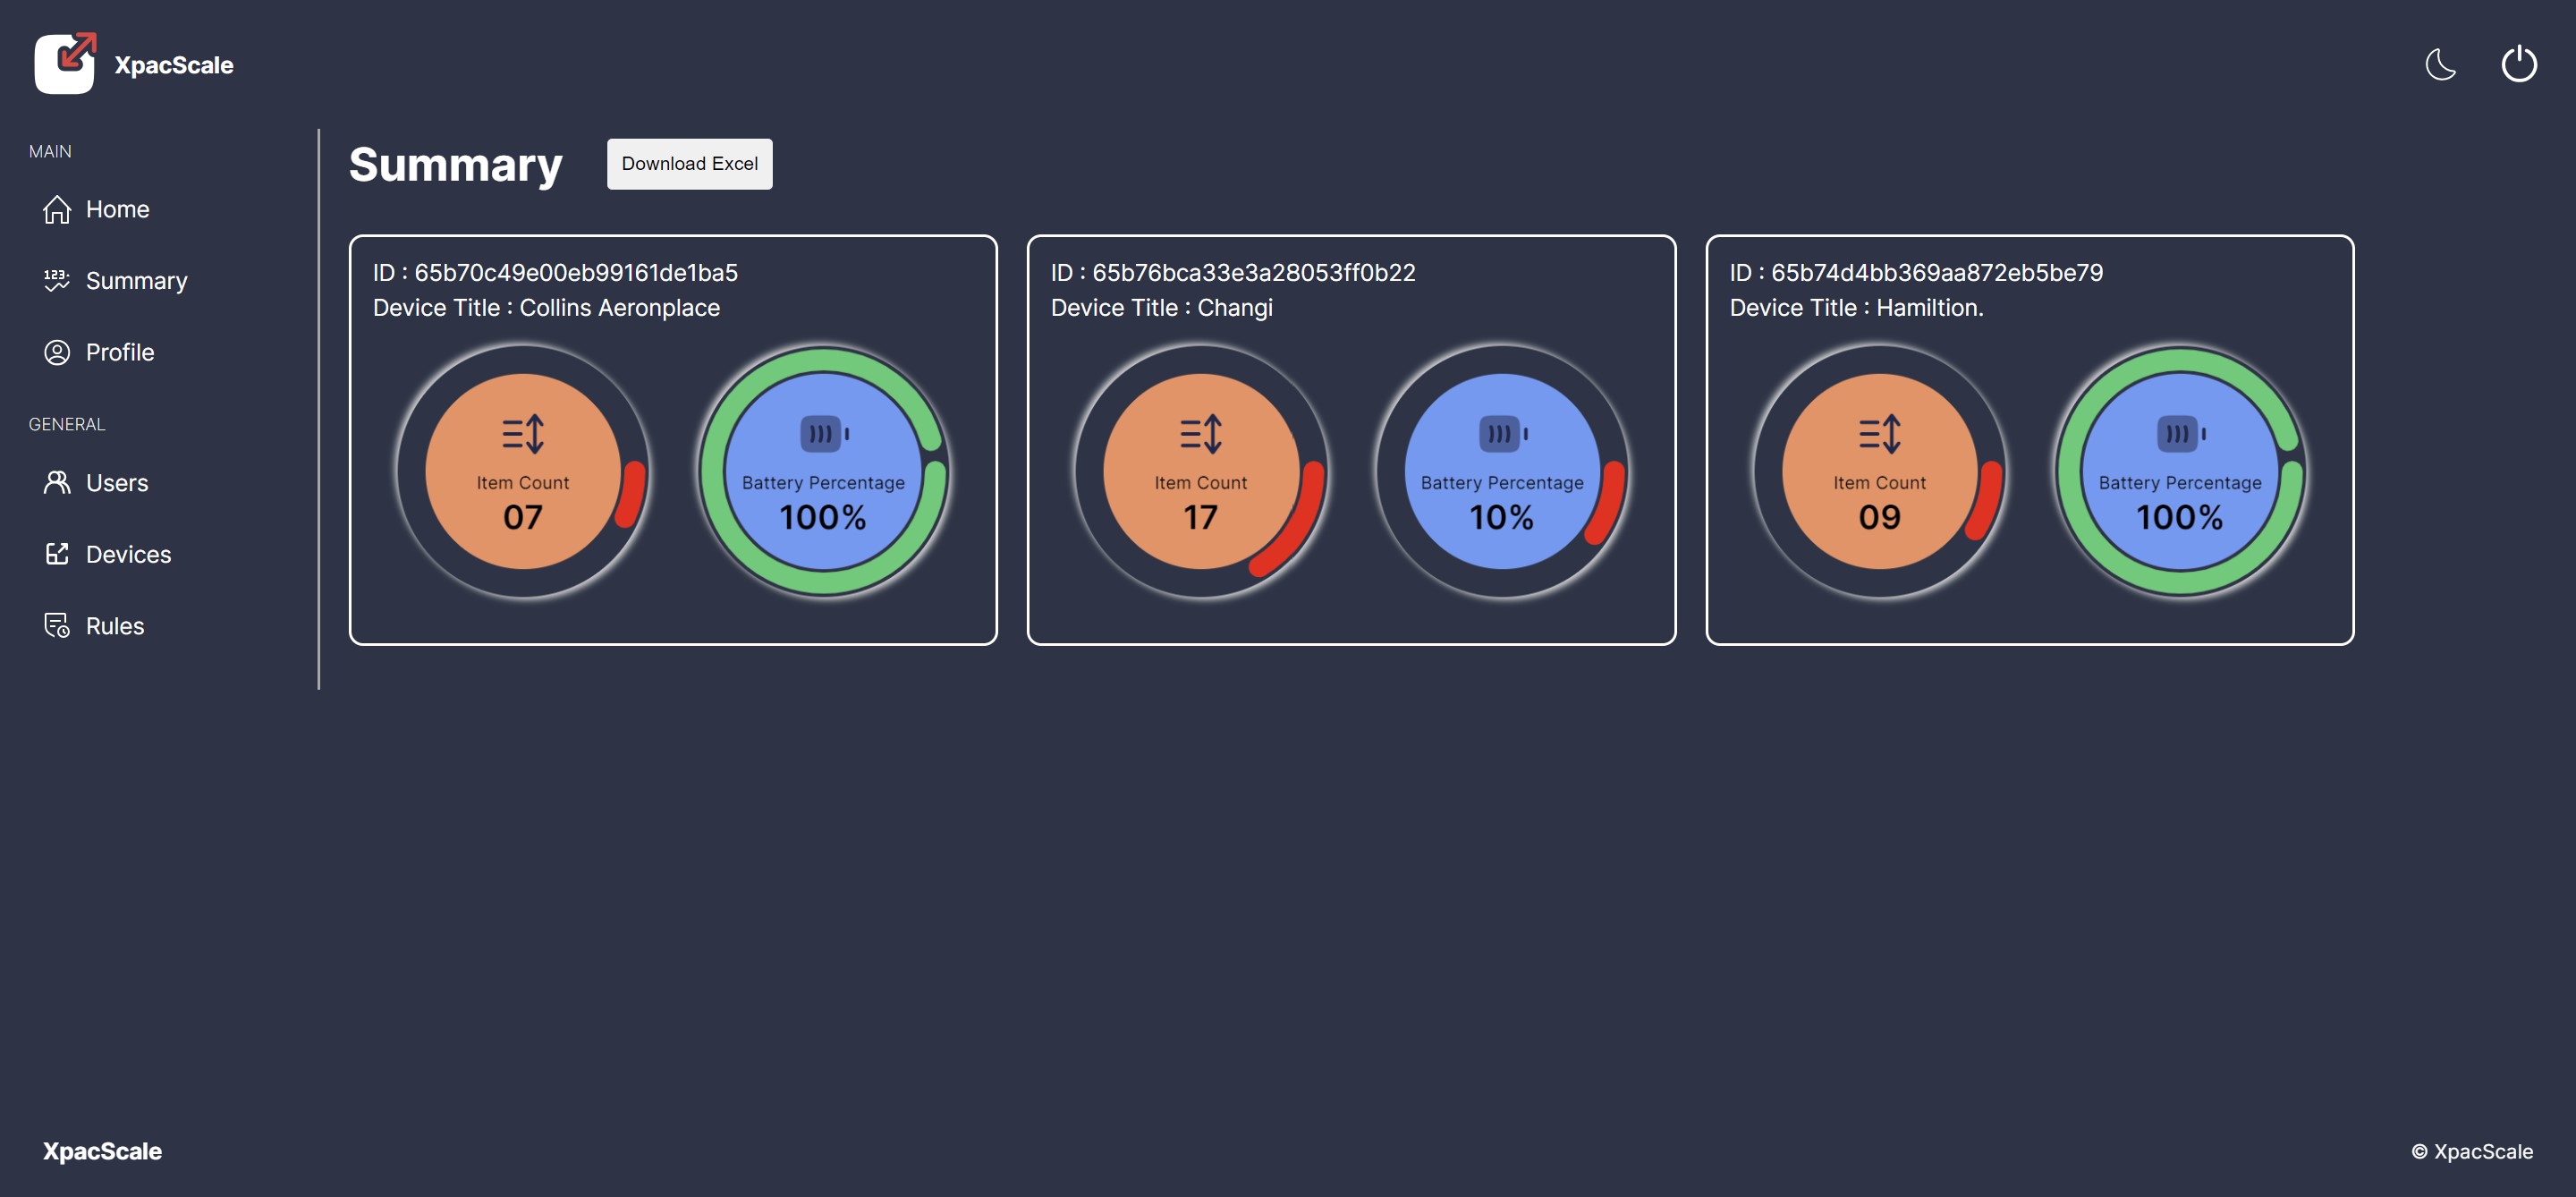 XpacScale
MAIN
Home
Summary
Profile
GENERAL
Users
Devices
Rules
Summary
Download Excel
ID : 65b70c49e00eb99161de1ba5
Device Title : Collins Aeronplace
Item Count
07
Battery Percentage
100%
ID : 65b76bca33e3a28053ff0b22
Device Title : Changi
Item Count
17
Battery Percentage
10%
ID : 65b74d4bb369aa872eb5be79
Device Title : Hamiltion.
Item Count
09
Battery Percentage
100%
XpacScale
© XpacScale